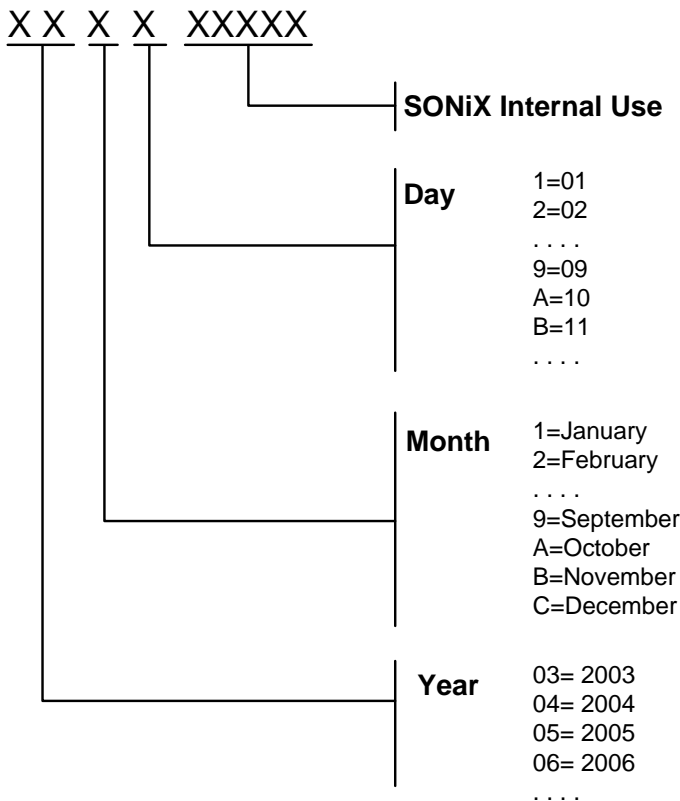 X X X X XXXXX
SONiX Internal Use
Day
1=01
2=02
. . . .
9=09
A=10
B=11
. . . .
Month
1=January
2=February
. . . .
9=September
A=October
B=November
C=December
Year
03= 2003
04= 2004
05= 2005
06= 2006
. . . .